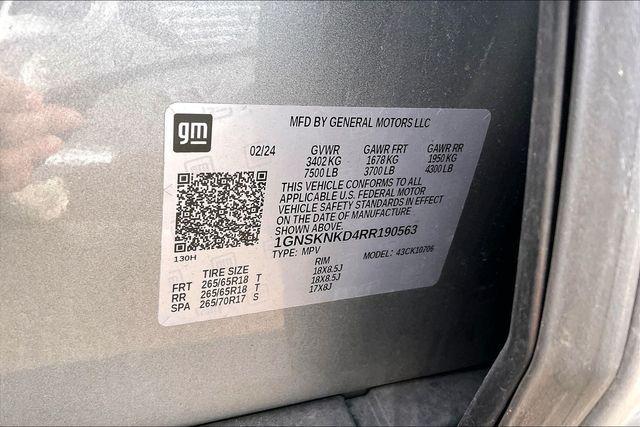 gm
MFD BY GENERAL MOTORS LLC
02/24 GVWR GAWR FRT GAWR RR
3402 KG 1678 KG 1950 KG
7500 LB 3700 LB 4300 LB
THIS VEHICLE CONFORMS TO ALL
APPLICABLE U.S. FEDERAL MOTOR
VEHICLE SAFETY STANDARDS IN EFFECT
ON THE DATE OF MANUFACTURE
SHOWN ABOVE.
1GNSKNKD4RR190563
130H TYPE: MPV MODEL: 43CK10706
TIRE SIZE RIM
FRT 265/65R18 T 18X8.5J
RR 265/65R18 T 18X8.5J
SPA 265/70R17 S 17X8J